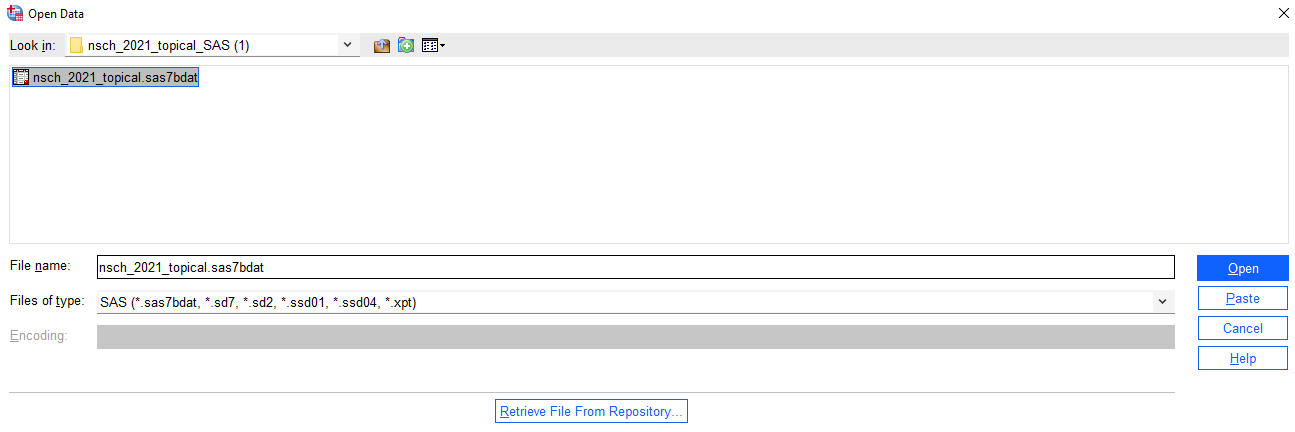 Open Data
Look in: nsch_2021_topical_SAS (1)
nsch_2021_topical.sas7bdat
File name: nsch_2021_topical.sas7bdat
Open
Files of type: SAS (*.sas7bdat, *.sd7, *.sd2, *.ssd01, *.ssd04, *.xpt)
Paste
Encoding:
Cancel
Help
Retrieve File From Repository...